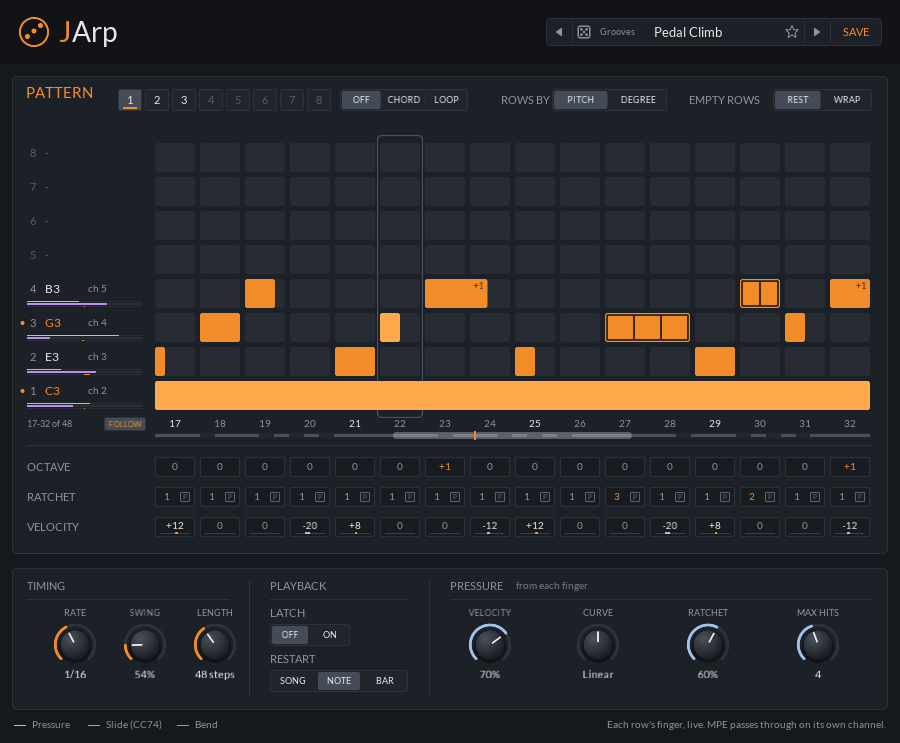 JArp
Grooves Pedal Climb SAVE
PATTERN 1 2 3 4 5 6 7 8 OFF CHORD LOOP ROWS BY PITCH DEGREE EMPTY ROWS REST WRAP
8 -
7 -
6 -
5 -
4 B3 ch 5 +1 +1
3 G3 ch 4
2 E3 ch 3
1 C3 ch 2
17-32 of 48 FOLLOW 17 18 19 20 21 22 23 24 25 26 27 28 29 30 31 32
OCTAVE 0 0 0 0 0 0 +1 0 0 0 0 0 0 0 0 +1
RATCHET 1 P 1 P 1 P 1 P 1 P 1 P 1 P 1 P 1 P 1 P 3 P 1 P 1 P 2 P 1 P 1 P
VELOCITY +12 0 0 -20 +8 0 0 -12 +12 0 0 -20 +8 0 0 -12
TIMING PLAYBACK PRESSURE from each finger
RATE SWING LENGTH LATCH VELOCITY CURVE RATCHET MAX HITS
OFF ON
RESTART
1/16 54% 48 steps SONG NOTE BAR 70% Linear 60% 4
Pressure Slide (CC74) Bend Each row's finger, live. MPE passes through on its own channel.